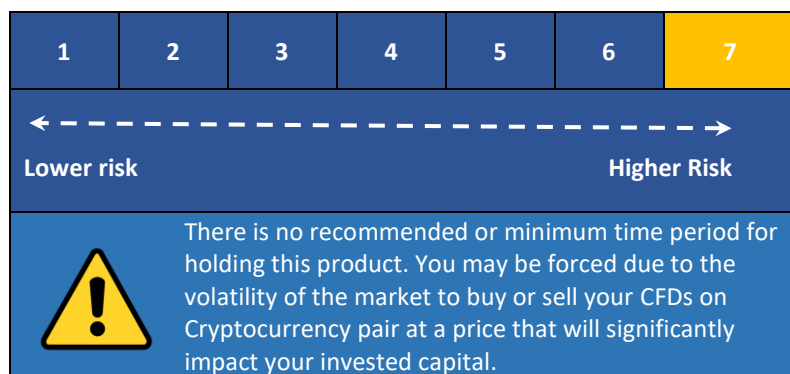 1 2 3 4 5 6 7
Lower risk Higher Risk
There is no recommended or minimum time period for
holding this product. You may be forced due to the
volatility of the market to buy or sell your CFDs on
Cryptocurrency pair at a price that will significantly
impact your invested capital.